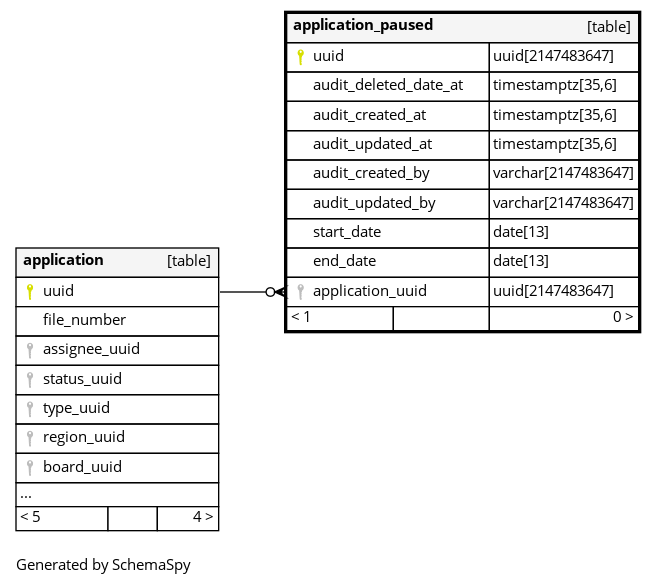 application_paused [table]
uuid uuid[2147483647]
audit_deleted_date_at timestamptz[35,6]
audit_created_at timestamptz[35,6]
audit_updated_at timestamptz[35,6]
audit_created_by varchar[2147483647]
audit_updated_by varchar[2147483647]
start_date date[13]
end_date date[13]
application_uuid uuid[2147483647]
< 1 0 >
application [table]
uuid
file_number
assignee_uuid
status_uuid
type_uuid
region_uuid
board_uuid
...
< 5 4 >
Generated by SchemaSpy